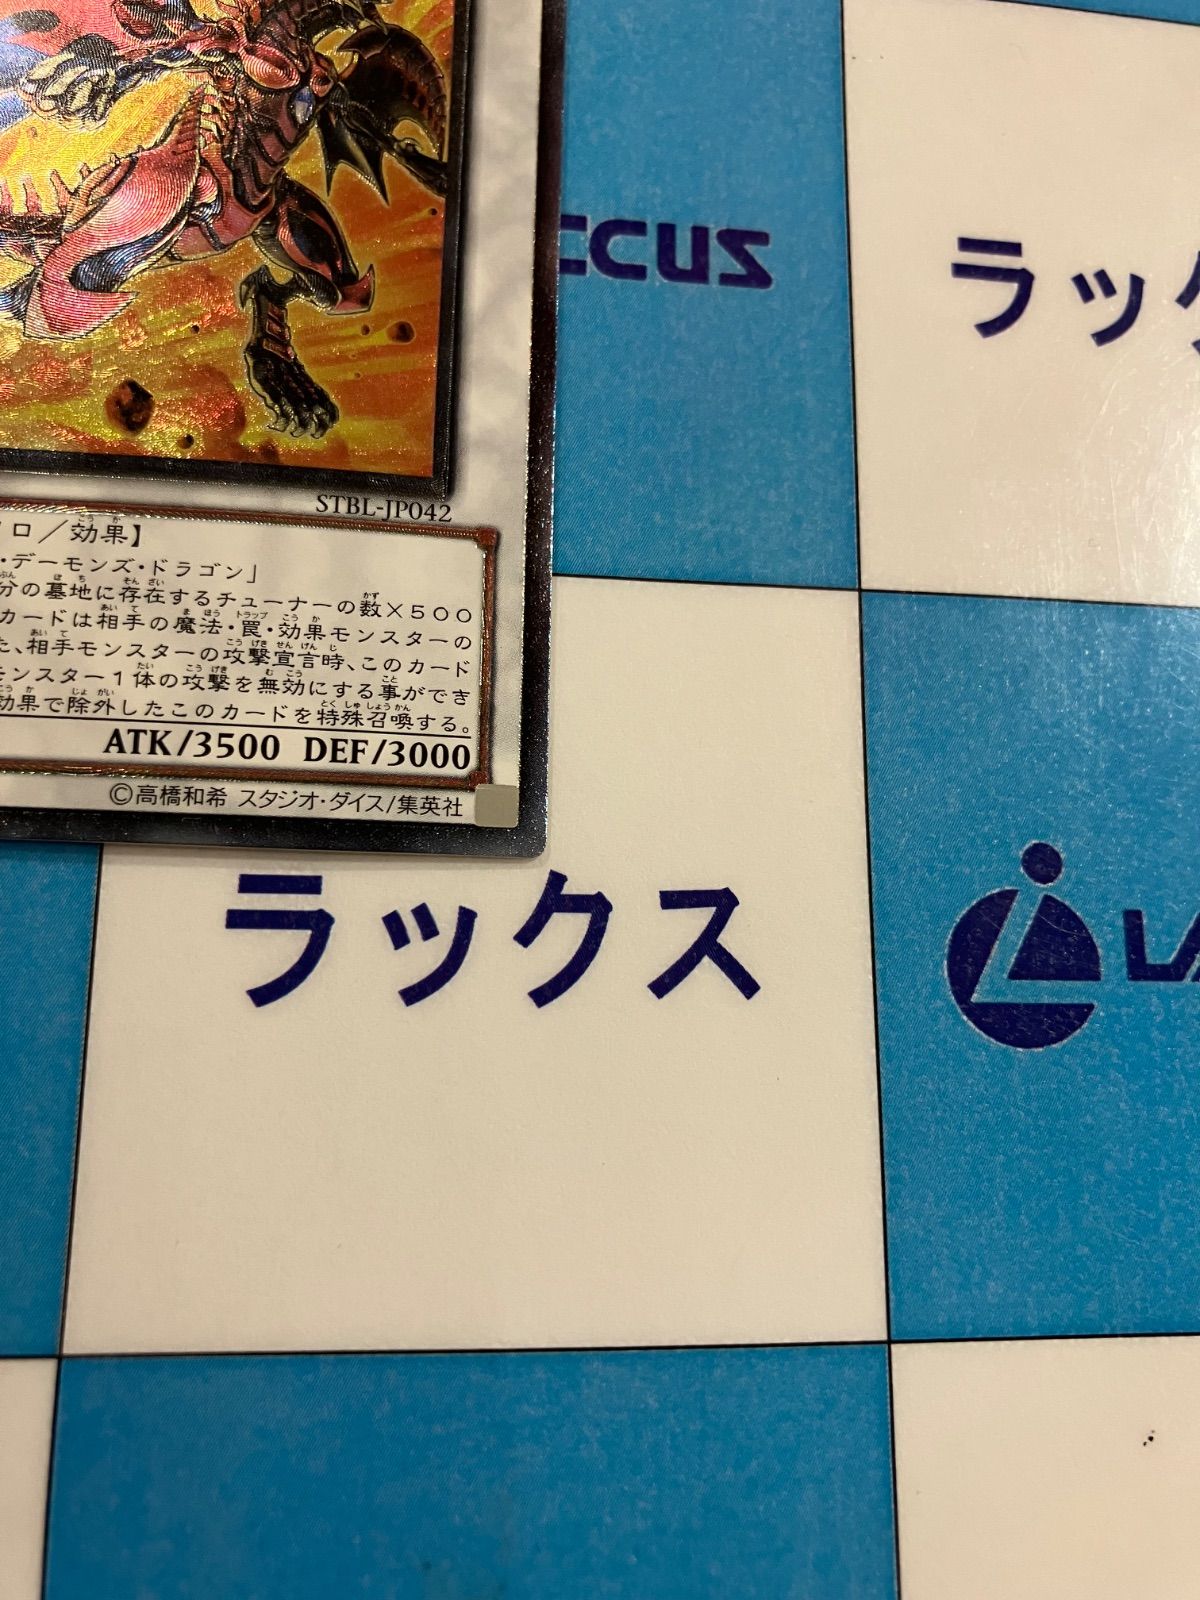 CCUS
ラック
STBL-JP042
ロ／効果】
・デーモンズ・ドラゴン」
分の墓地に存在するチューナーの数×５００
カードは相手の魔法・罠・効果モンスターの
た、相手モンスターの攻撃宣言時、このカード
モンスター１体の攻撃を無効にする事ができ
効果で除外したこのカードを特殊召喚する。
ATK/3500 DEF/3000
©高橋和希 スタジオ・ダイス/集英社
ラックス
LA